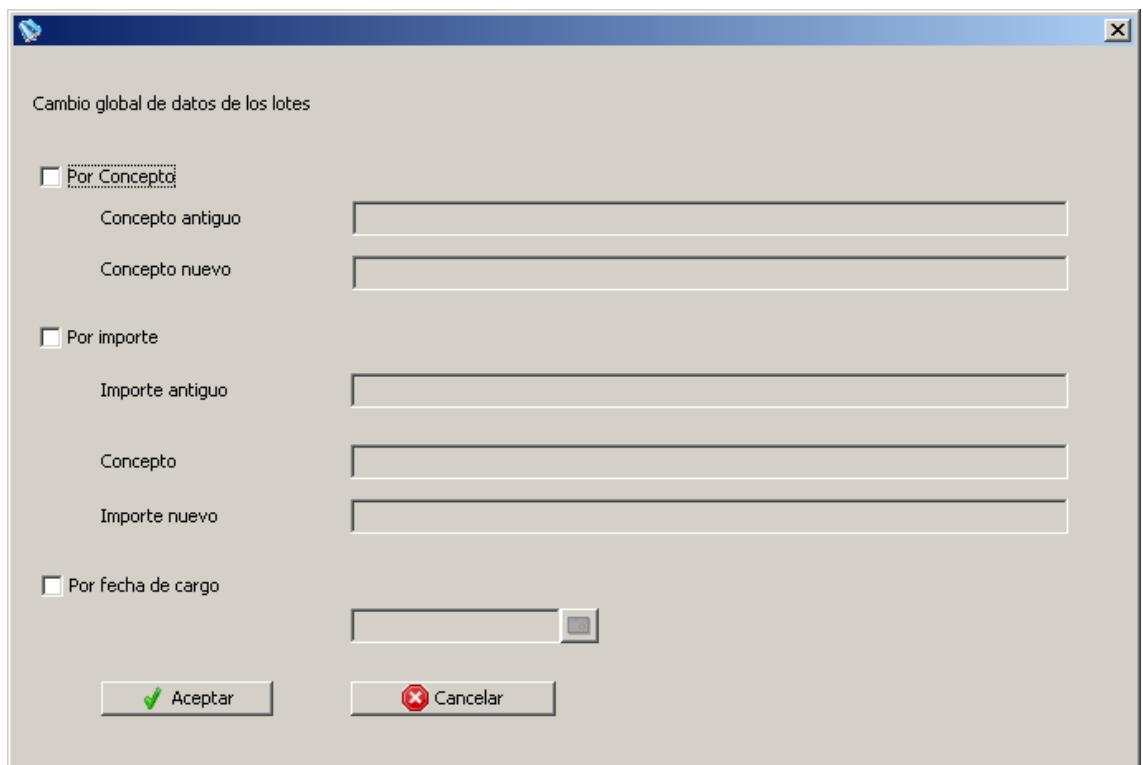 Cambio global de datos de los lotes
Por Concepto
Concepto antiguo
Concepto nuevo
Por importe
Importe antiguo
Concepto
Importe nuevo
Por fecha de cargo
Aceptar
Cancelar